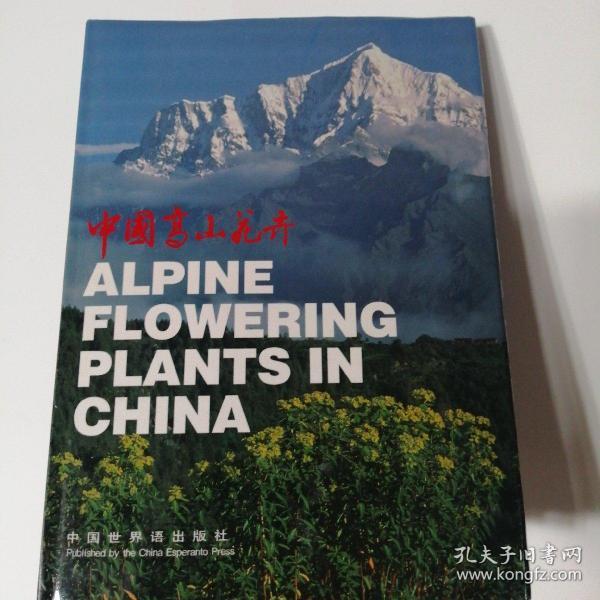 中國高山花卉
ALPINE
FLOWERING
PLANTS IN
CHINA
中国世界语出版社
Published by the China Esperanto Press
孔夫子旧书网
www.kongfz.com